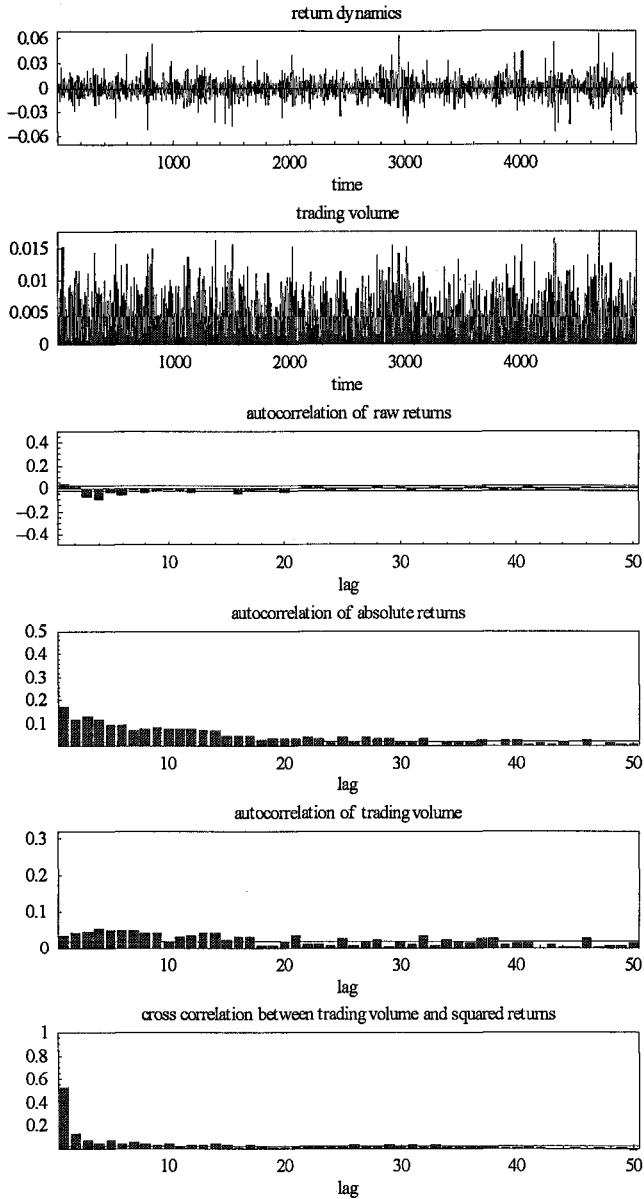 return dynamics
0.06
0.03
0
−0.03
−0.06
1000 2000 3000 4000
time
trading volume
0.015
0.01
0.005
0
1000 2000 3000 4000
time
autocorrelation of raw returns
0.4
0.2
0
−0.2
−0.4
10 20 30 40 50
lag
autocorrelation of absolute returns
0.5
0.4
0.3
0.2
0.1
10 20 30 40 50
lag
autocorrelation of trading volume
0.3
0.2
0.1
0
10 20 30 40 50
lag
cross correlation between trading volume and squared returns
1
0.8
0.6
0.4
0.2
10 20 30 40 50
lag